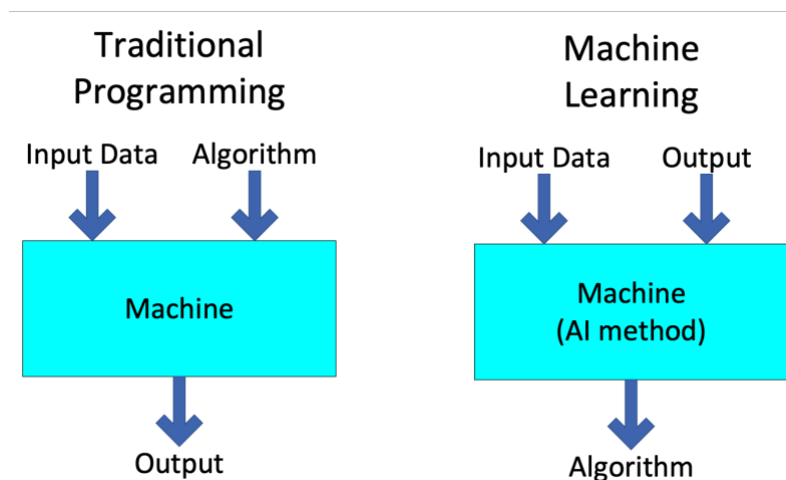 Traditional
Programming
Input Data
Algorithm
Machine
Output
Machine
Learning
Input Data
Output
Machine
(AI method)
Algorithm